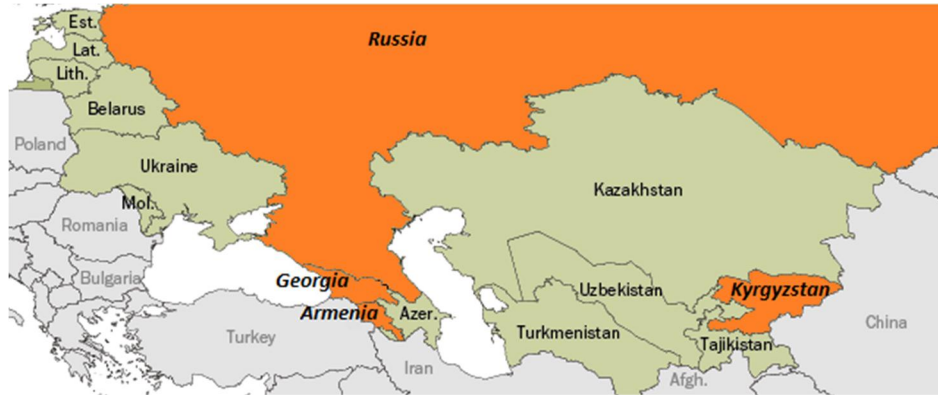 Est.
Russia
Lat.
Lith.
Belarus
Poland
Ukraine
Kazakhstan
Mol.
Romania
Georgia
Bulgaria
Uzbekistan
Kyrgyzstan
Armenia
Azer.
China
Turkey
Turkmenistan
Tajikistan
Iran
Afgh.